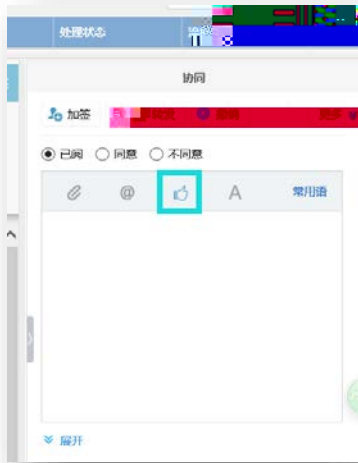 处理状态
协同
加签
已阅 同意 不同意
@ A 常用语
展开